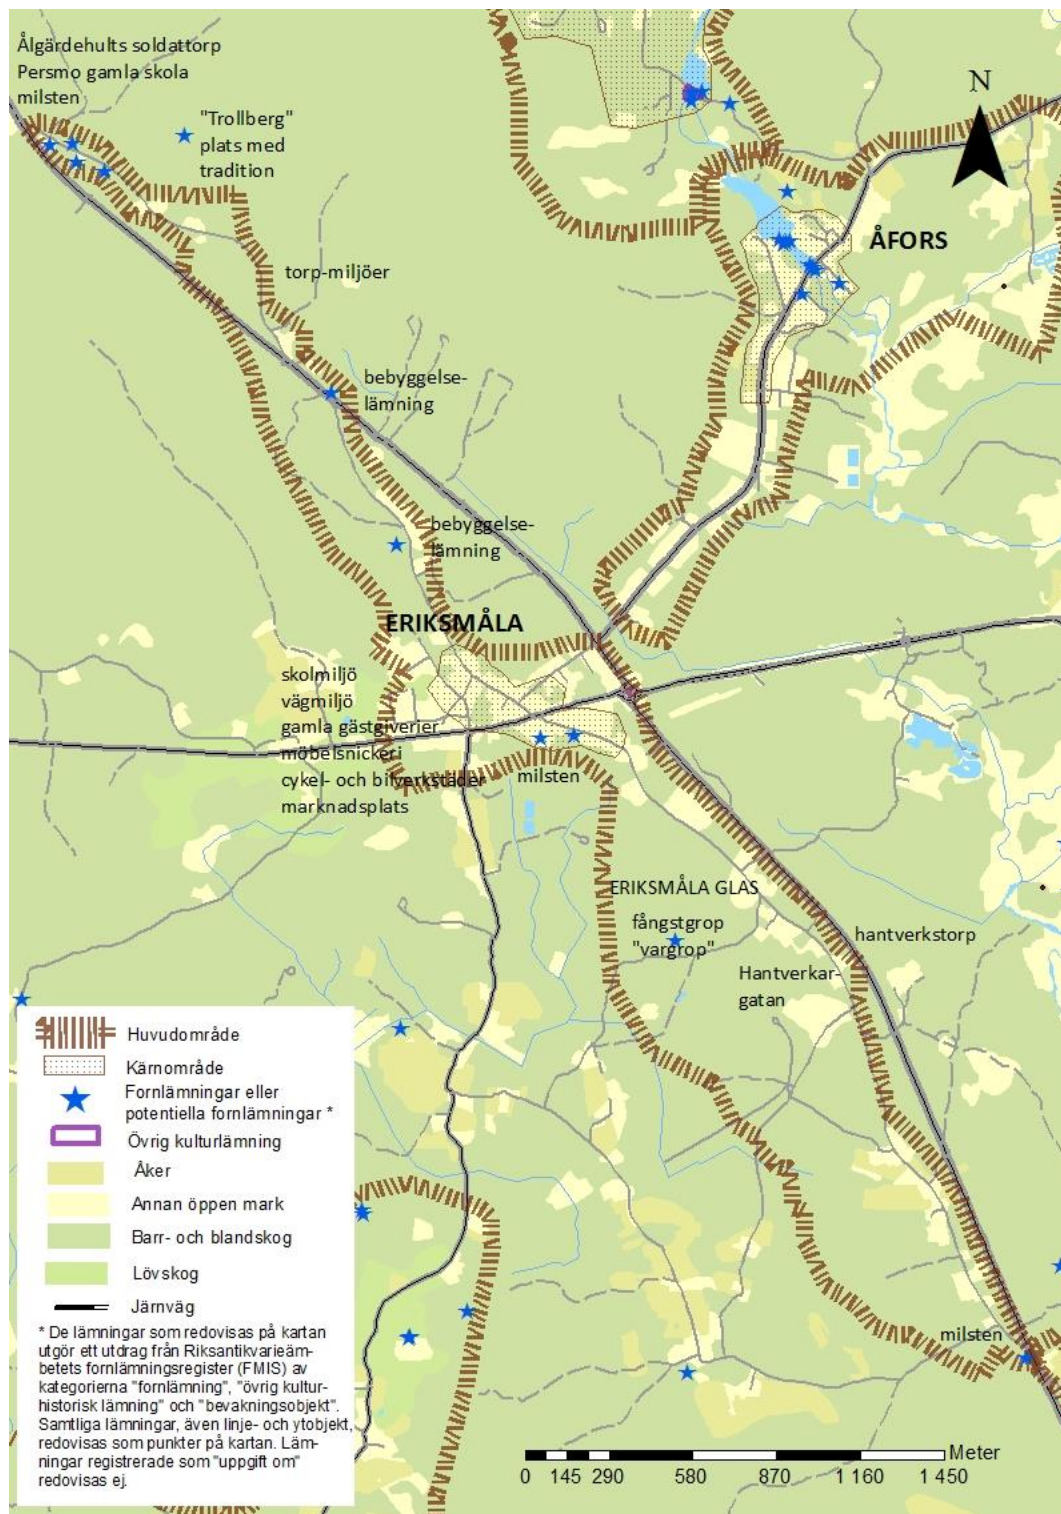 Ålgärdehults soldattorp
Persmo gamla skola
milsten
"Trollberg"
plats med
tradition
N
ÅFORS
torp-miljöer
bebyggelse-
lämning
bebyggelse-
lämning
ERIKSMÅLA
skolmiljö
vägmiljö
gamla gästgiverier
möbelsnickeri
cykel- och bilverkstäder
marknadsplats
milsten
ERIKSMÅLA GLAS
fångstgrop
"vargrop"
hantverkstorp
Hantverkar-
gatan
milsten
Huvudområde
Kärnområde
Fornlämningar eller
potentiella fornlämningar *
Övrig kulturlämning
Åker
Annan öppen mark
Barr- och blandskog
Lövskog
Järnväg
* De lämningar som redovisas på kartan
utgör ett utdrag från Riksantikvarieäm-
betets fornlämningsregister (FMIS) av
kategorierna "fornlämning", "övrig kultur-
historisk lämning" och "bevakningsobjekt".
Samtliga lämningar, även linje- och ytobjekt,
redovisas som punkter på kartan. Läm-
ningar registrerade som "uppgift om"
redovisas ej.
Meter
0 145 290 580 870 1 160 1 450